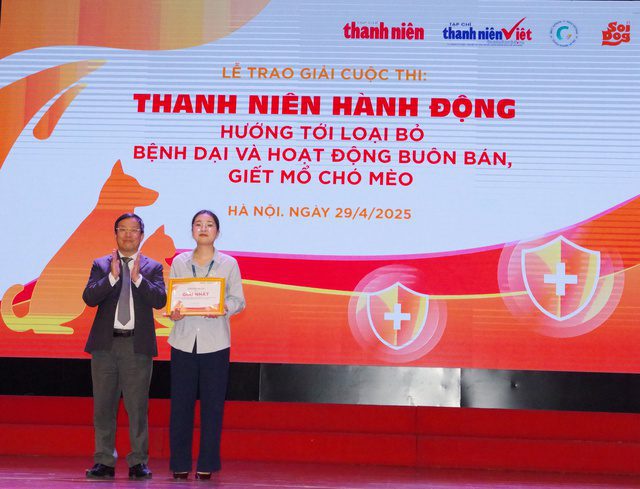 TẠP CHÍ
thanh niên
TẠP CHÍ
thanh niên Việt
Soi
Dog
LỄ TRAO GIẢI CUỘC THI:
THANH NIÊN HÀNH ĐỘNG
HƯỚNG TỚI LOẠI BỎ
BỆNH DẠI VÀ HOẠT ĐỘNG BUÔN BÁN,
GIẾT MỔ CHÓ MÈO
HÀ NỘI. NGÀY 29/4/2025
GIẢI NHẤT